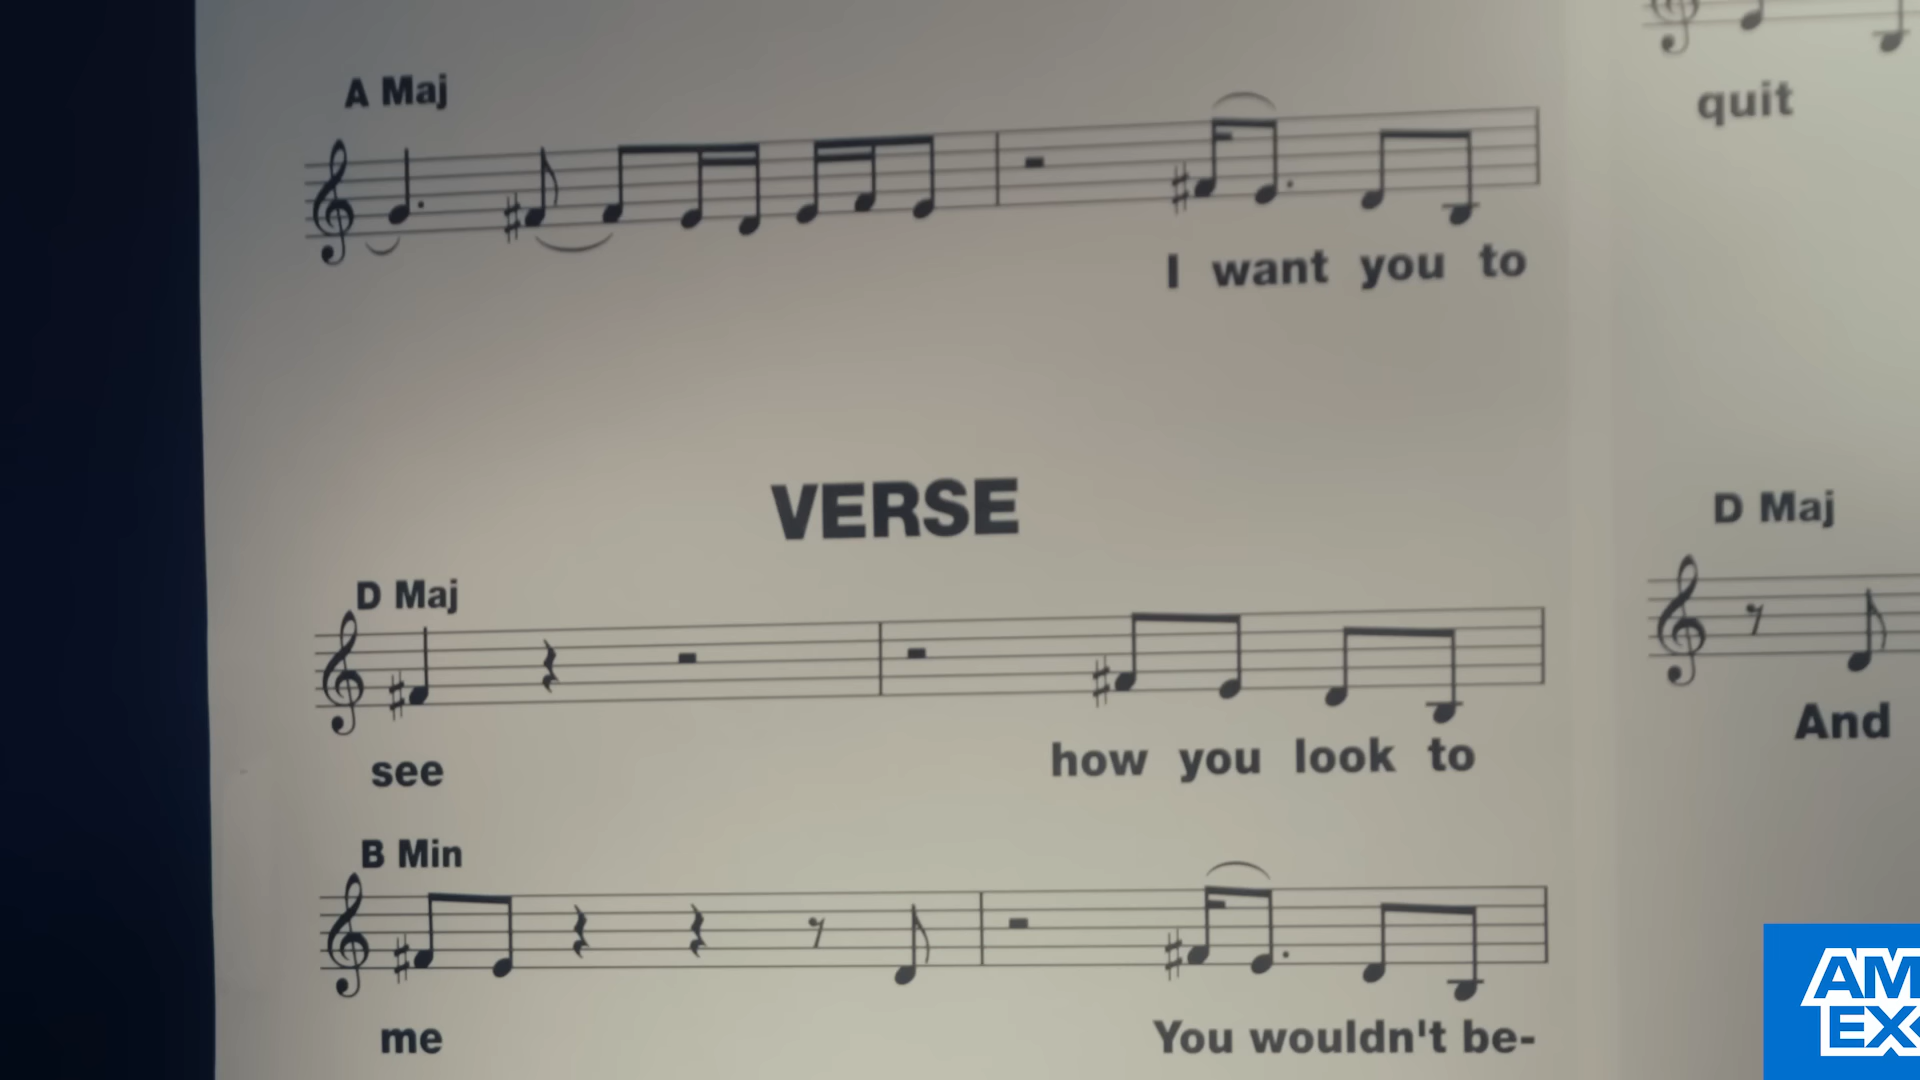 A Maj
I want you to
VERSE
D Maj
see how you look to
B Min
me You wouldn't be-
quit
D Maj
And
AM
EX